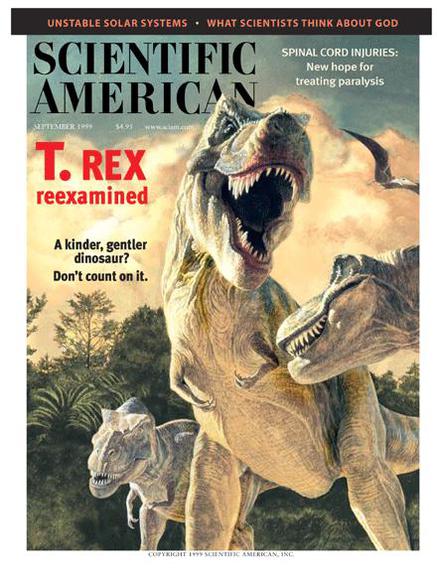 UNSTABLE SOLAR SYSTEMS • WHAT SCIENTISTS THINK ABOUT GOD
SCIENTIFIC
AMERICAN
SPINAL CORD INJURIES:
New hope for
treating paralysis
SEPTEMBER 1999 $4.95 www.sciam.com
T. REX
reexamined
A kinder, gentler
dinosaur?
Don't count on it.
COPYRIGHT 1999 SCIENTIFIC AMERICAN, INC.